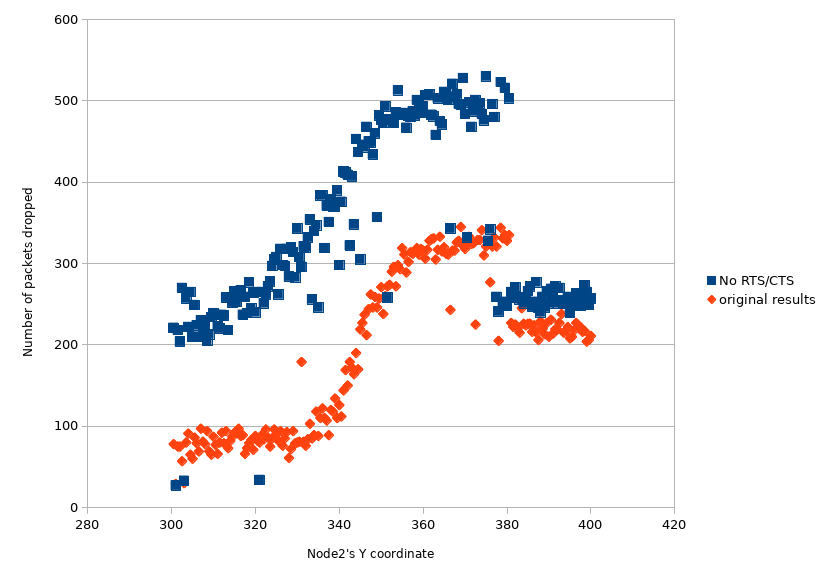 600
500
400
300
200
100
0
280 300 320 340 360 380 400 420
Number of packets dropped
Node2's Y coordinate
No RTS/CTS
original results